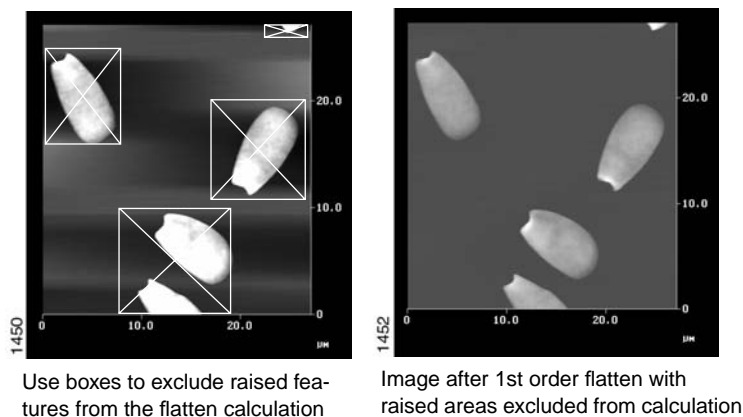 20.0
10.0
0
0
10.0
20.0
µM
1450
Use boxes to exclude raised fea-
tures from the flatten calculation
20.0
10.0
0
0
10.0
20.0
µM
1452
Image after 1st order flatten with
raised areas excluded from calculation